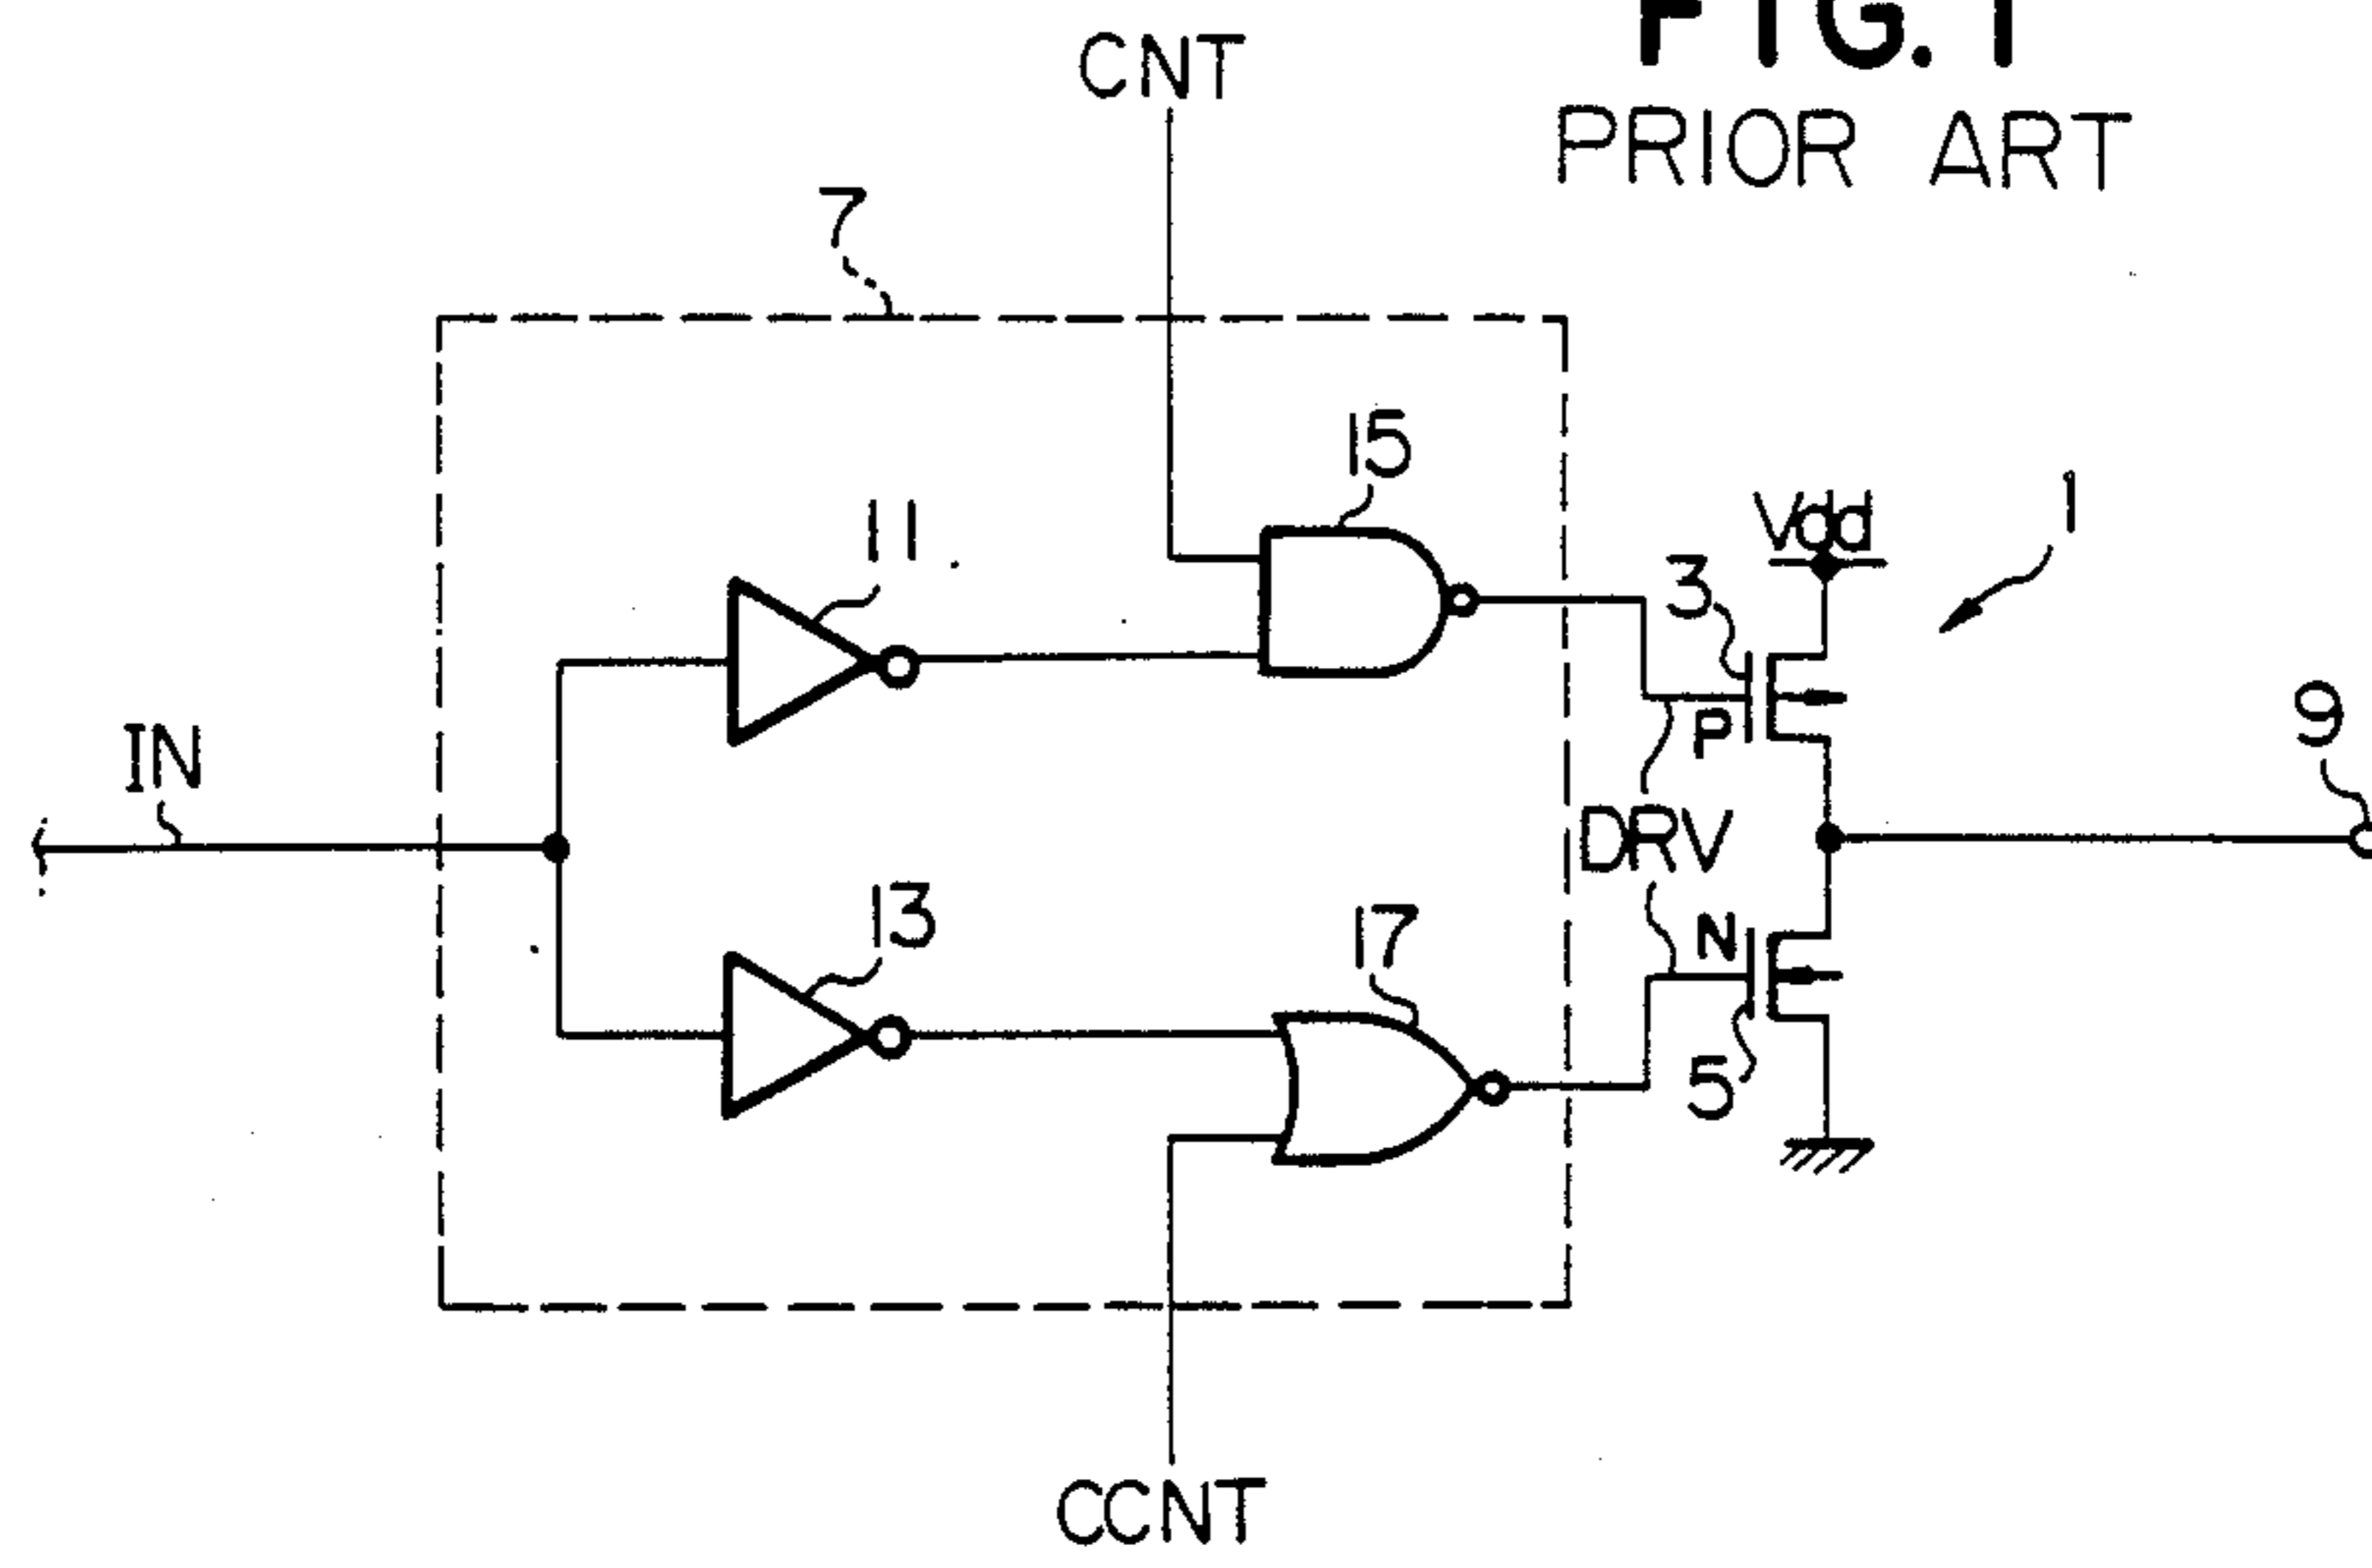 FIG. 1
PRIOR ART
CNT
7
15
11
Vdd
1
3
P
9
IN
DRV
13
17
N
5
CCNT